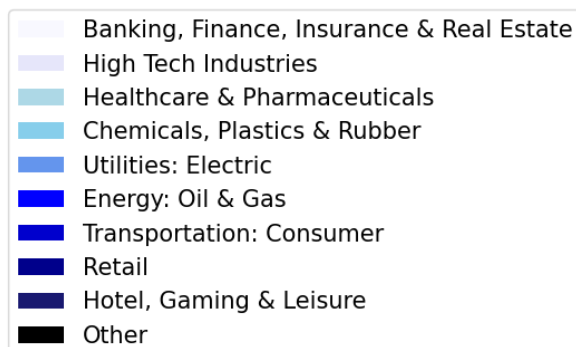 Banking, Finance, Insurance & Real Estate
High Tech Industries
Healthcare & Pharmaceuticals
Chemicals, Plastics & Rubber
Utilities: Electric
Energy: Oil & Gas
Transportation: Consumer
Retail
Hotel, Gaming & Leisure
Other